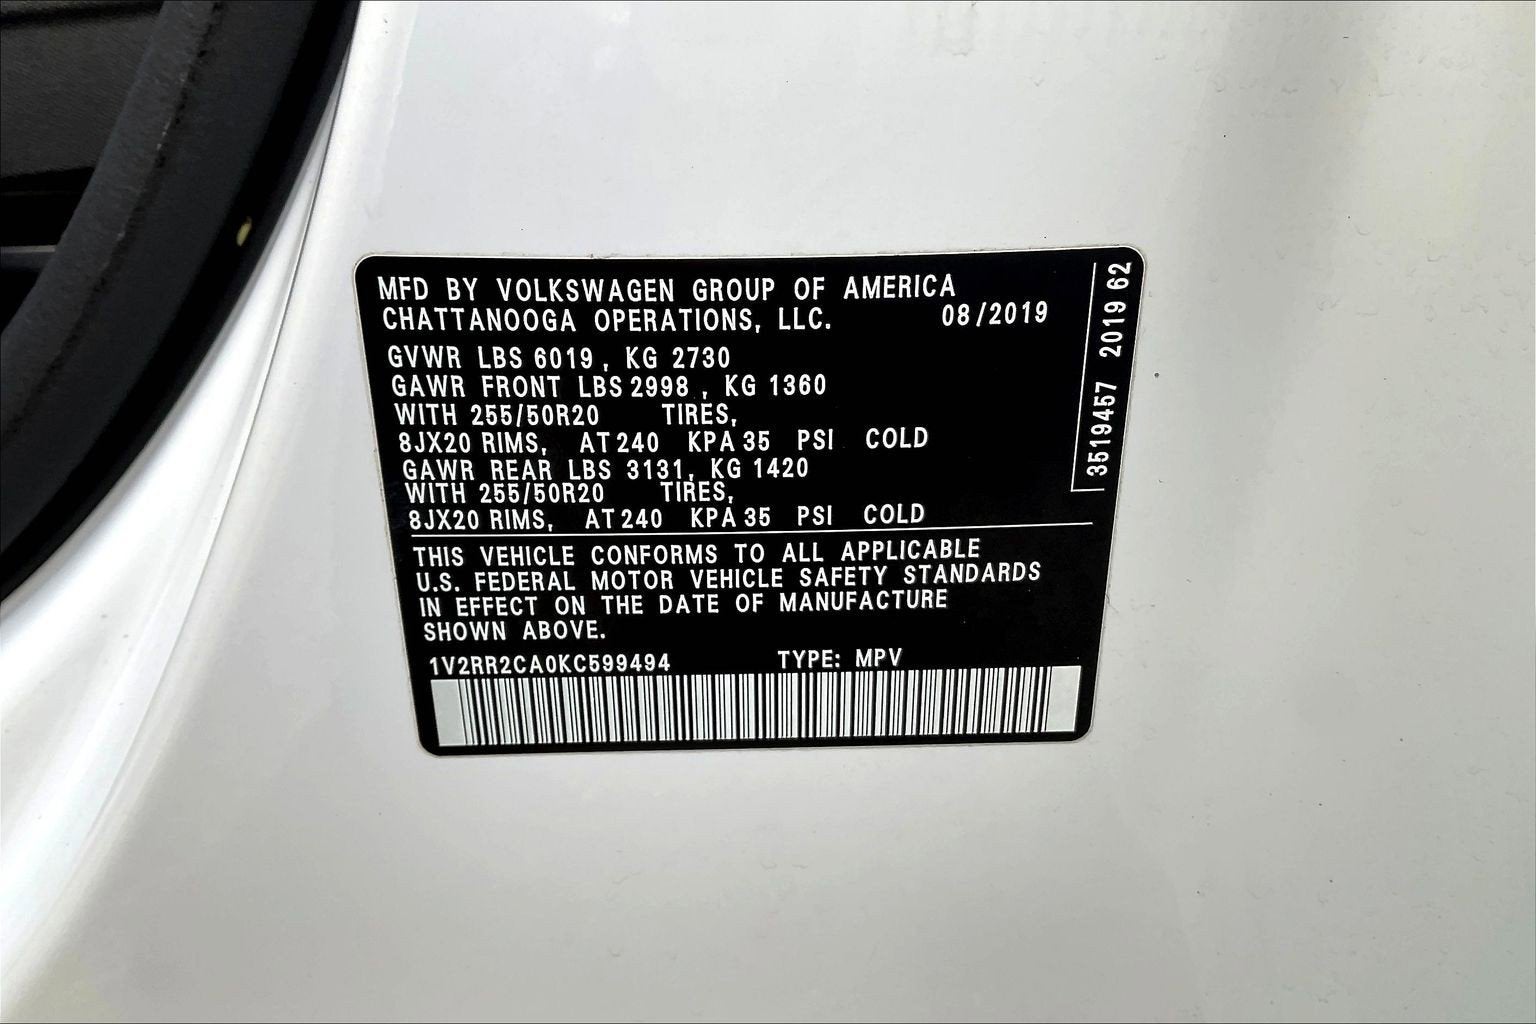 MFD BY VOLKSWAGEN GROUP OF AMERICA
CHATTANOOGA OPERATIONS, LLC. 08/2019
GVWR LBS 6019, KG 2730
GAWR FRONT LBS 2998, KG 1360
WITH 255/50R20 TIRES,
8JX20 RIMS, AT 240 KPA 35 PSI COLD
GAWR REAR LBS 3131, KG 1420
WITH 255/50R20 TIRES,
8JX20 RIMS, AT 240 KPA 35 PSI COLD
THIS VEHICLE CONFORMS TO ALL APPLICABLE
U.S. FEDERAL MOTOR VEHICLE SAFETY STANDARDS
IN EFFECT ON THE DATE OF MANUFACTURE
SHOWN ABOVE.
1V2RR2CA0KC599494 TYPE: MPV
3519457 2019 62